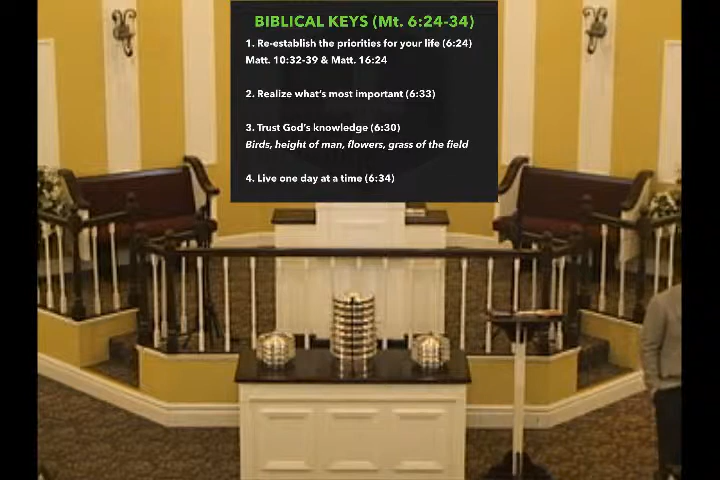 BIBLICAL KEYS (Mt. 6:24-34)
1. Re-establish the priorities for your life (6:24)
Matt. 10:32-39 & Matt. 16:24
2. Realize what's most important (6:33)
3. Trust God's knowledge (6:30)
Birds, height of man, flowers, grass of the field
4. Live one day at a time (6:34)